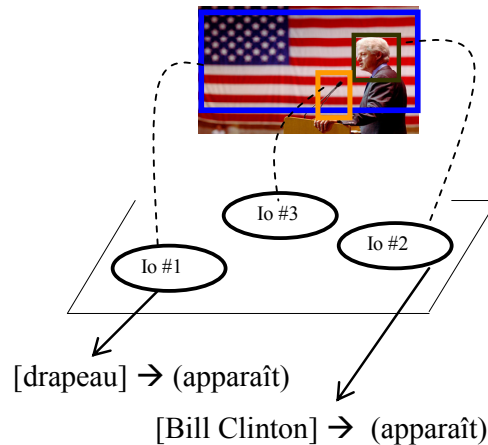 Io #3
Io #1
Io #2
[drapeau] → (apparaît)
[Bill Clinton] → (apparaît)